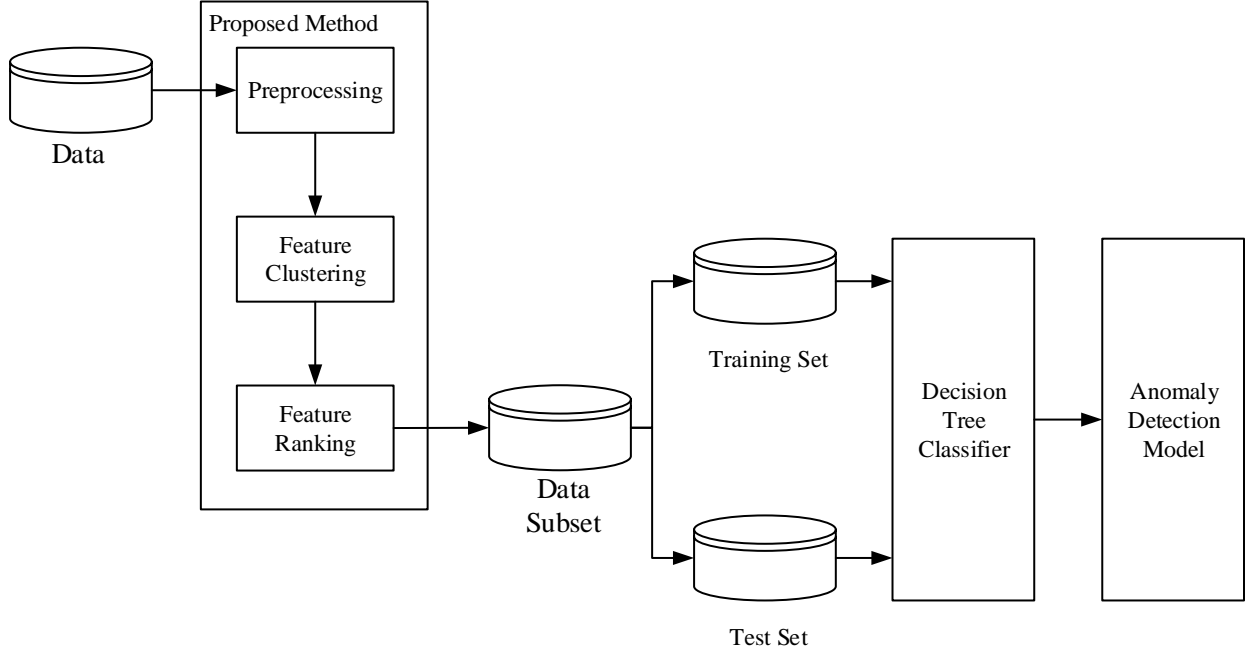 Proposed Method
Preprocessing
Data
Feature
Clustering
Feature
Ranking
Data
Subset
Training Set
Test Set
Decision
Tree
Classifier
Anomaly
Detection
Model